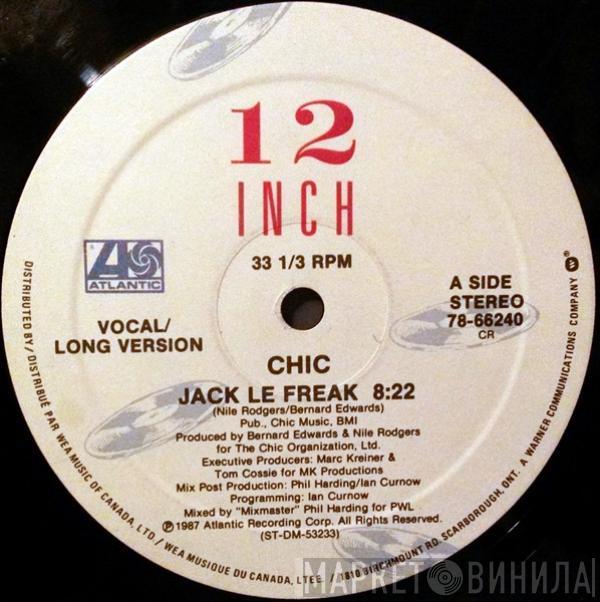 12
INCH
33 1/3 RPM
ATLANTIC
VOCAL/
LONG VERSION
A SIDE
STEREO
78-66240
CR
CHIC
JACK LE FREAK 8:22
(Nile Rodgers/Bernard Edwards)
Pub., Chic Music, BMI
Produced by Bernard Edwards & Nile Rodgers
for The Chic Organization, Ltd.
Executive Producers: Marc Kreiner &
Tom Cossie for MK Productions
Mix Post Production: Phil Harding/Ian Curnow
Programming: Ian Curnow
Mixed by "Mixmaster" Phil Harding for PWL
℗1987 Atlantic Recording Corp. All Rights Reserved.
(ST-DM-53233)
DISTRIBUTED BY/DISTRIBUÉ PAR WEA MUSIC OF CANADA, LTD./WEA MUSIQUE DU CANADA, LTEE. / 1810 BIRCHMOUNT RD. SCARBOROUGH, ONT. A WARNER COMMUNICATIONS COMPANY ®
МАРКЕТ ВИНИЛА